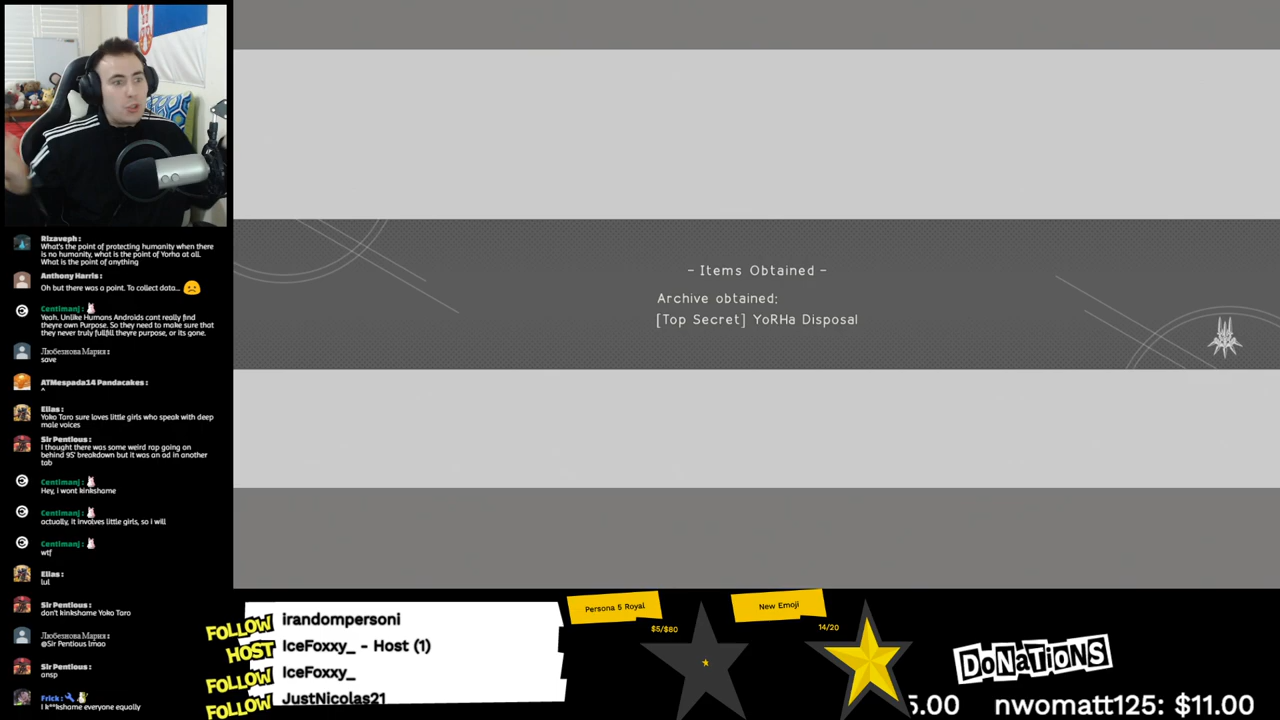 Rizaveph :
What's the point of protecting humanity when there
is no humanity, what is the point of Yorha at all.
What is the point of anything
Anthony Harris :
Oh but there was a point. To collect data...
Centimanj :
Yeah. Unlike Humans Androids cant really find
theyre own Purpose. So they need to make sure that
they never truly fullfill theyre purpose, or its gone.
Любезнова Мария :
save
ATMespada14 Pandacakes :
^
Elias :
Yoko Taro sure loves little girls who speak with deep
male voices
Sir Pentious :
I thought there was some weird rap going on
behind 9S' breakdown but it was an ad in another
tab
Centimanj :
Hey, i wont kinkshame
Centimanj :
actually, it involves little girls, so i will
Centimanj :
wtf
Elias :
lul
Sir Pentious :
don't kinkshame Yoko Taro
Любезнова Мария :
@Sir Pentious lmao
Sir Pentious :
ansp
Frick :
I k**kshame everyone equally
- Items Obtained -
Archive obtained:
[Top Secret] YoRHa Disposal
FOLLOW irandompersoni
HOST IceFoxxy_ - Host (1)
FOLLOW IceFoxxy_
FOLLOW JustNicolas21
Persona 5 Royal
$5/$80
New Emoji
14/20
DoNaTioNS
5.00 nwomatt125: $11.00